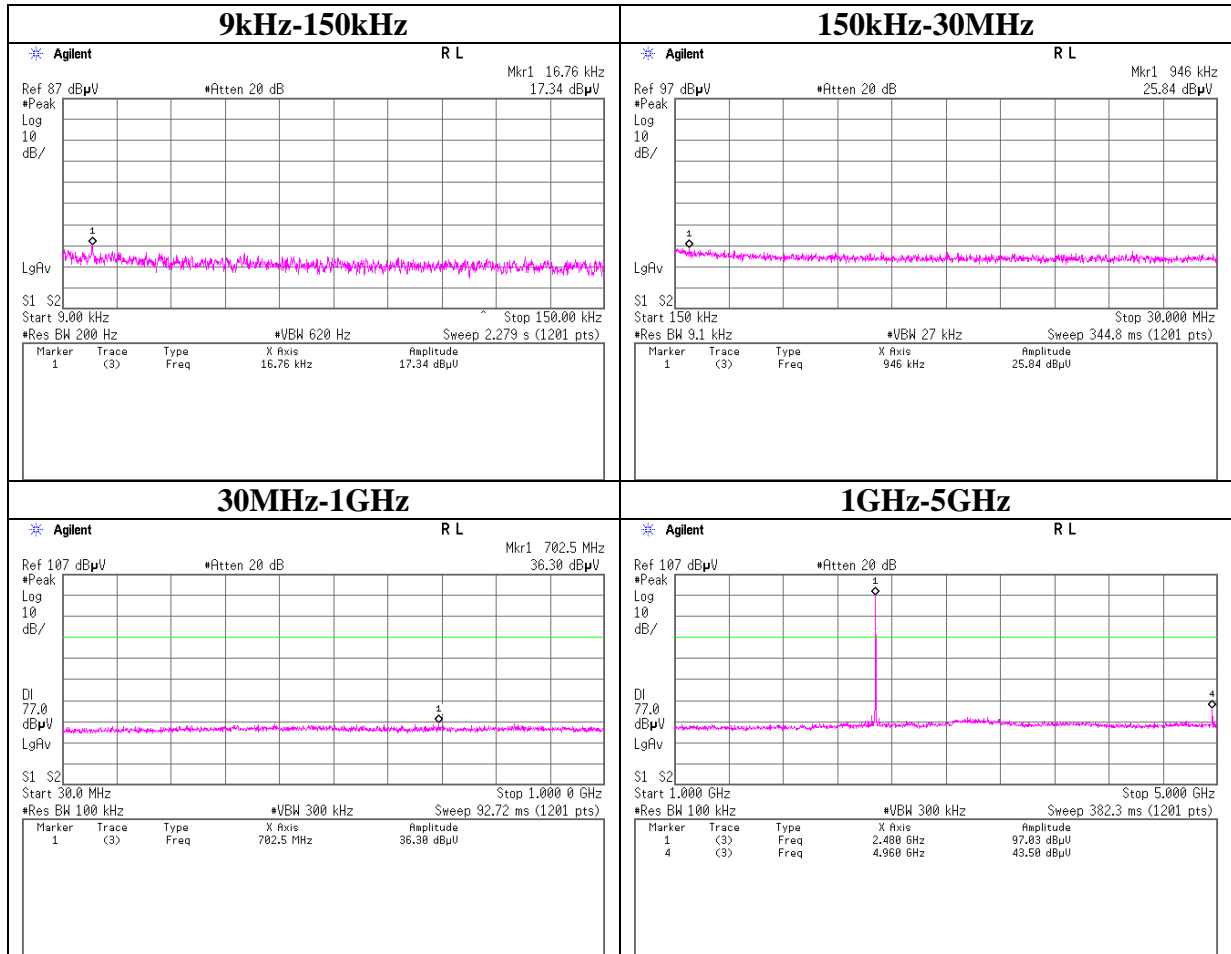 9kHz-150kHz
Agilent R L
Mkr1 16.76 kHz
Ref 87 dBµV #Atten 20 dB 17.34 dBµV
#Peak
Log
10
dB/
1
LgAv
S1 S2
Start 9.00 kHz ^ Stop 150.00 kHz
#Res BW 200 Hz #VBW 620 Hz Sweep 2.279 s (1201 pts)
Marker Trace Type X Axis Amplitude
1 (3) Freq 16.76 kHz 17.34 dBµV
150kHz-30MHz
Agilent R L
Mkr1 946 kHz
Ref 97 dBµV #Atten 20 dB 25.84 dBµV
#Peak
Log
10
dB/
1
LgAv
S1 S2
Start 150 kHz Stop 30.000 MHz
#Res BW 9.1 kHz #VBW 27 kHz Sweep 344.8 ms (1201 pts)
Marker Trace Type X Axis Amplitude
1 (3) Freq 946 kHz 25.84 dBµV
30MHz-1GHz
Agilent R L
Mkr1 702.5 MHz
Ref 107 dBµV #Atten 20 dB 36.30 dBµV
#Peak
Log
10
dB/
DI
77.0
dBµV
1
LgAv
S1 S2
Start 30.0 MHz Stop 1.000 0 GHz
#Res BW 100 kHz #VBW 300 kHz Sweep 92.72 ms (1201 pts)
Marker Trace Type X Axis Amplitude
1 (3) Freq 702.5 MHz 36.30 dBµV
1GHz-5GHz
Agilent R L
Ref 107 dBµV #Atten 20 dB
#Peak
1
Log
10
dB/
DI
4
77.0
dBµV
LgAv
S1 S2
Start 1.000 GHz Stop 5.000 GHz
#Res BW 100 kHz #VBW 300 kHz Sweep 382.3 ms (1201 pts)
Marker Trace Type X Axis Amplitude
1 (3) Freq 2.480 GHz 97.03 dBµV
4 (3) Freq 4.960 GHz 43.50 dBµV